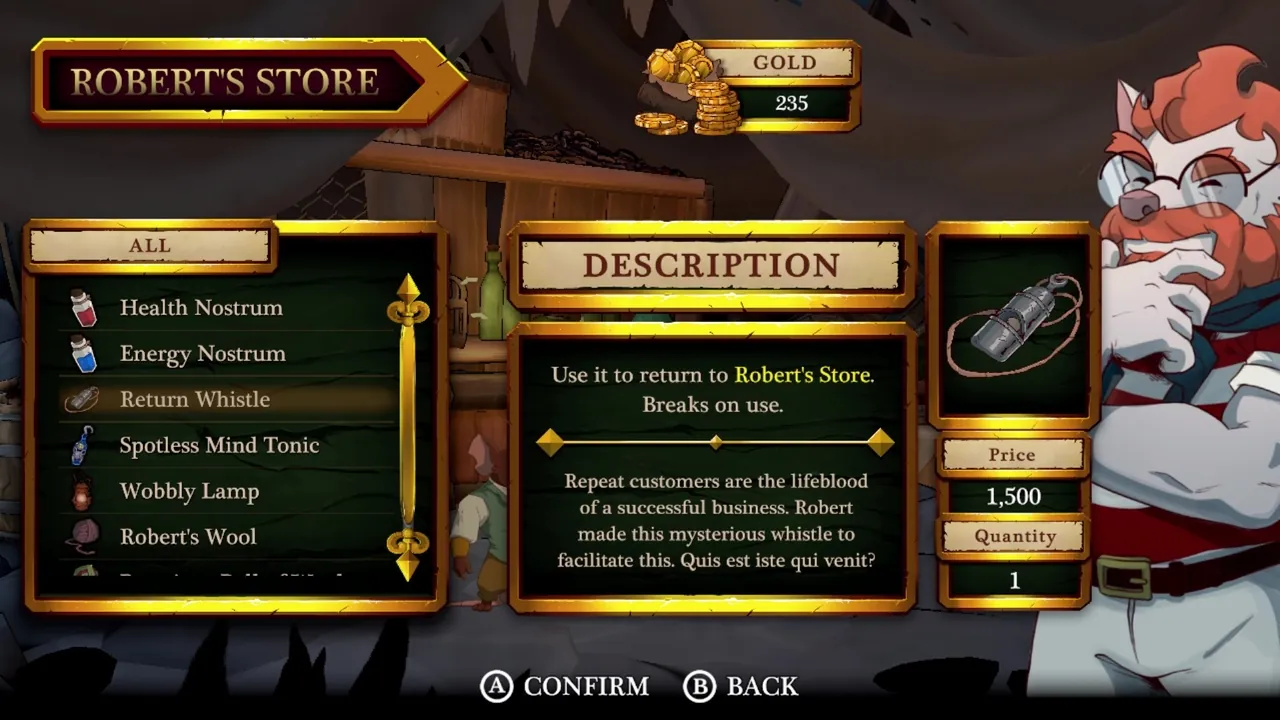 ROBERT'S STORE
GOLD
235
ALL
Health Nostrum
Energy Nostrum
Return Whistle
Spotless Mind Tonic
Wobbly Lamp
Robert's Wool
DESCRIPTION
Use it to return to Robert's Store.
Breaks on use.
Repeat customers are the lifeblood
of a successful business. Robert
made this mysterious whistle to
facilitate this. Quis est iste qui venit?
Price
1,500
Quantity
1
A CONFIRM B BACK